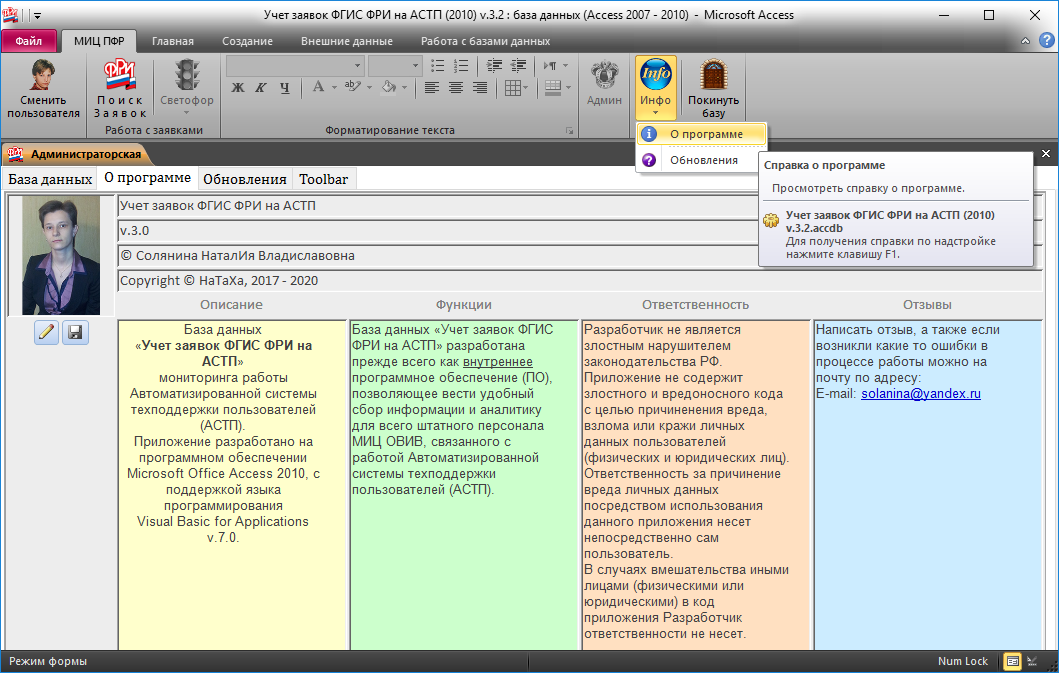 Учет заявок ФГИС ФРИ на АСТП (2010) v.3.2 : база данных (Access 2007 - 2010) - Microsoft Access
Файл
МИЦ ПФР
Главная
Создание
Внешние данные
Работа с базами данных
Сменить
пользователя
ФРИ
Поиск
Заявок
Светофор
Работа с заявками
Ж К Ч
А
aby
Форматирование текста
Админ
Info
Инфо
Покинуть
базу
О программе
Обновления
Администраторская
База данных
О программе
Обновления
Toolbar
Справка о программе
Просмотреть справку о программе.
Учет заявок ФГИС ФРИ на АСТП (2010)
v.3.2.accdb
Для получения справки по надстройке
нажмите клавишу F1.
Учет заявок ФГИС ФРИ на АСТП
v.3.0
© Солянина НаталИя Владиславовна
Copyright © НаТаХа, 2017 - 2020
Описание
Функции
Ответственность
Отзывы
База данных
«Учет заявок ФГИС ФРИ на
АСТП»
мониторинга работы
Автоматизированной системы
техподдержки пользователей
(АСТП).
Приложение разработано на
программном обеспечении
Microsoft Office Access 2010, с
поддержкой языка
программирования
Visual Basic for Applications
v.7.0.
База данных «Учет заявок ФГИС
ФРИ на АСТП» разработана
прежде всего как внутреннее
программное обеспечение (ПО),
позволяющее вести удобный
сбор информации и аналитику
для всего штатного персонала
МИЦ ОВИВ, связанного с
работой Автоматизированной
системы техподдержки
пользователей (АСТП).
Разработчик не является
злостным нарушителем
законодательства РФ.
Приложение не содержит
злостного и вредоносного кода
с целью причиненения вреда,
взлома или кражи личных
данных пользователей
(физических и юридических лиц).
Ответственность за причинение
вреда личных данных
посредством использования
данного приложения несет
непосредственно сам
пользователь.
В случаях вмешательства иными
лицами (физическими или
юридическими) в код
приложения Разработчик
ответственности не несет.
Написать отзыв, а также если
возникли какие то ошибки в
процессе работы можно на
почту по адресу:
E-mail: solanina@yandex.ru
Режим формы
Num Lock